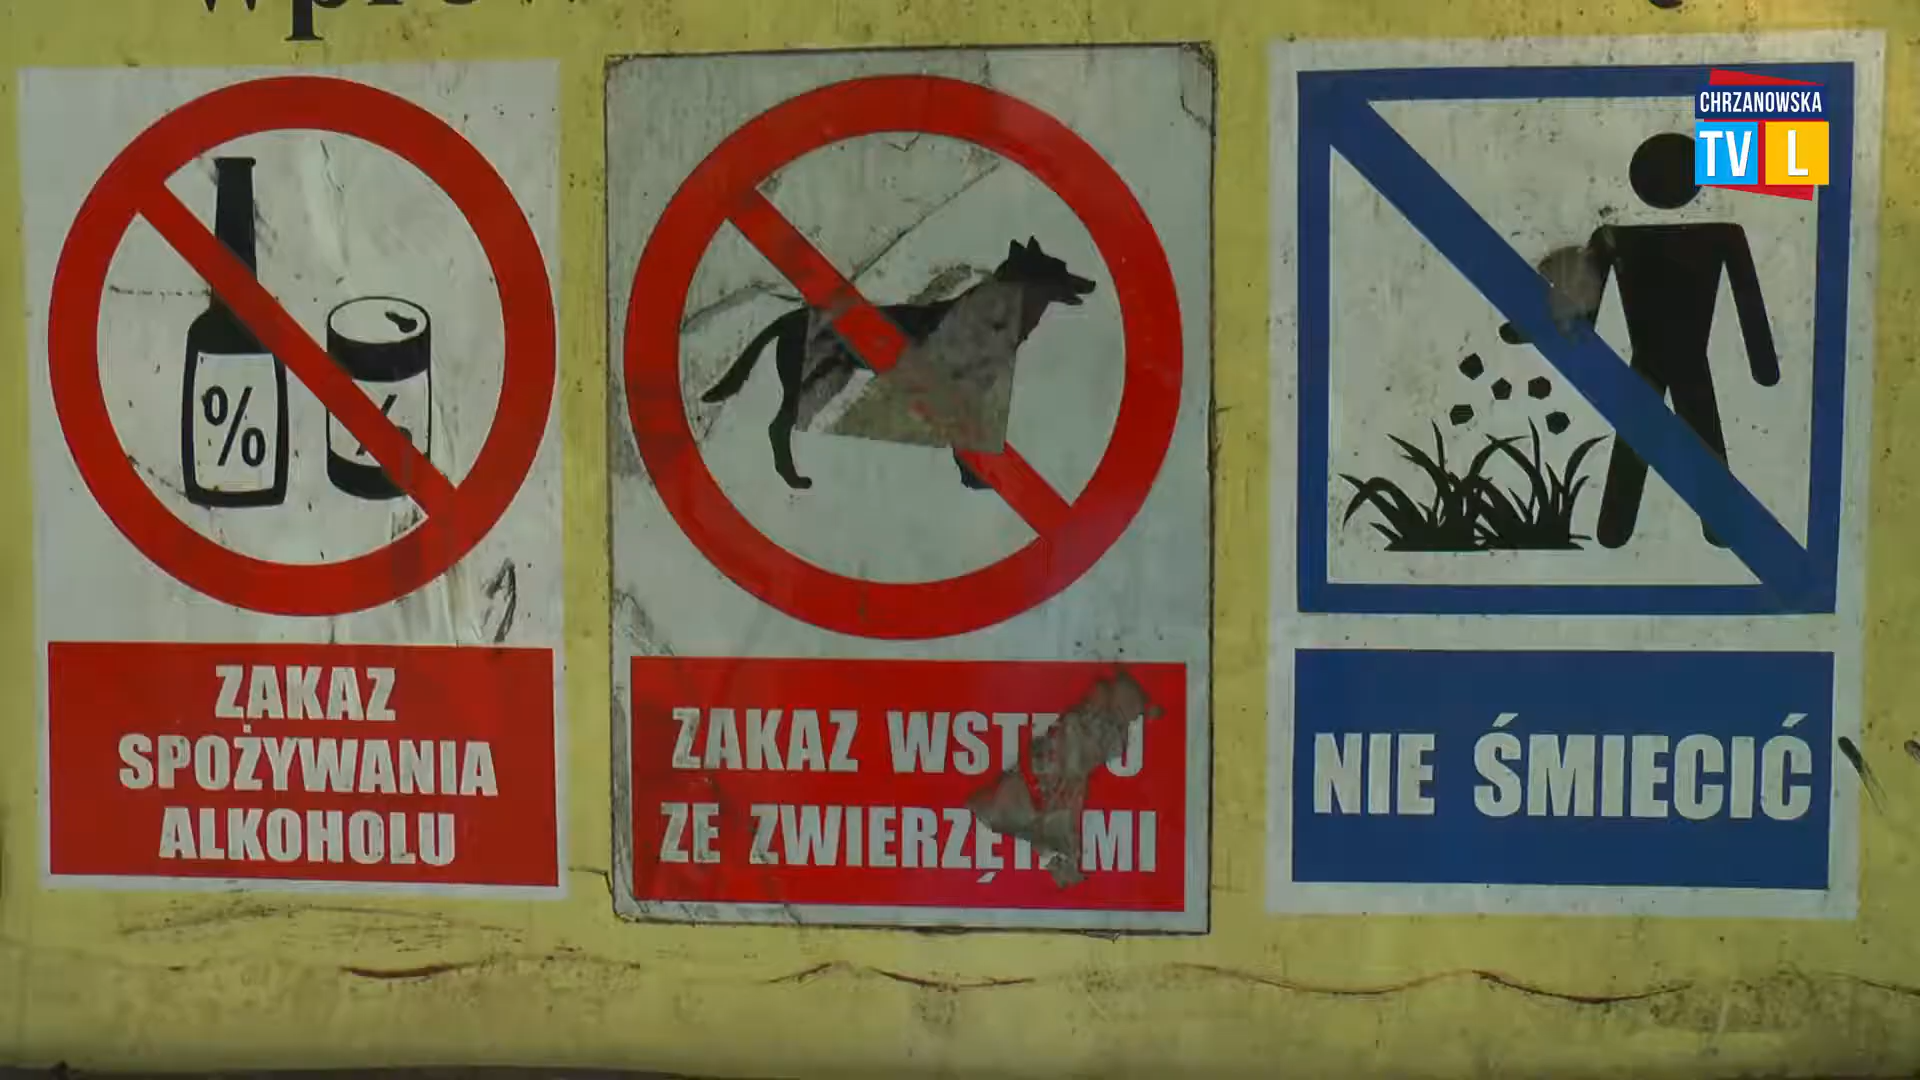 CHRZANOWSKA
TV L
%
%
ZAKAZ
SPOŻYWANIA
ALKOHOLU
ZAKAZ
ZE
NIE ŚMIECIĆ